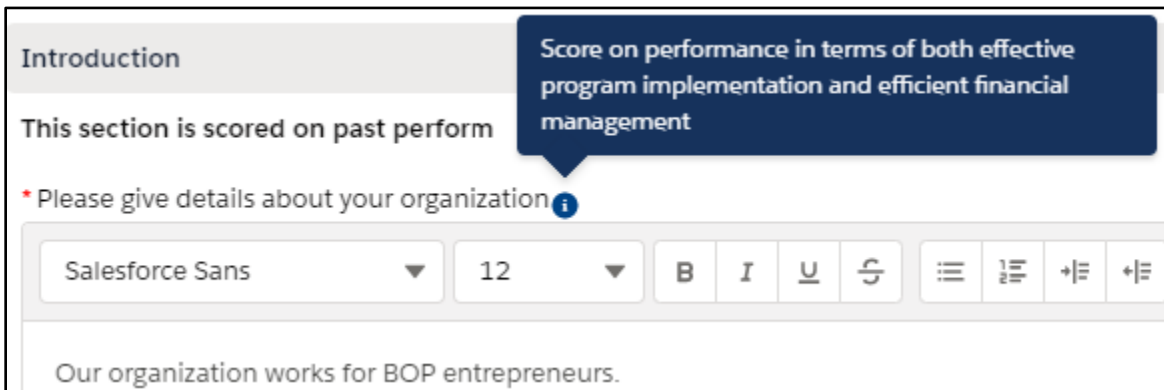 Introduction
Score on performance in terms of both effective
program implementation and efficient financial
management
This section is scored on past perform
* Please give details about your organization i
Salesforce Sans 12 B I U S
Our organization works for BOP entrepreneurs.